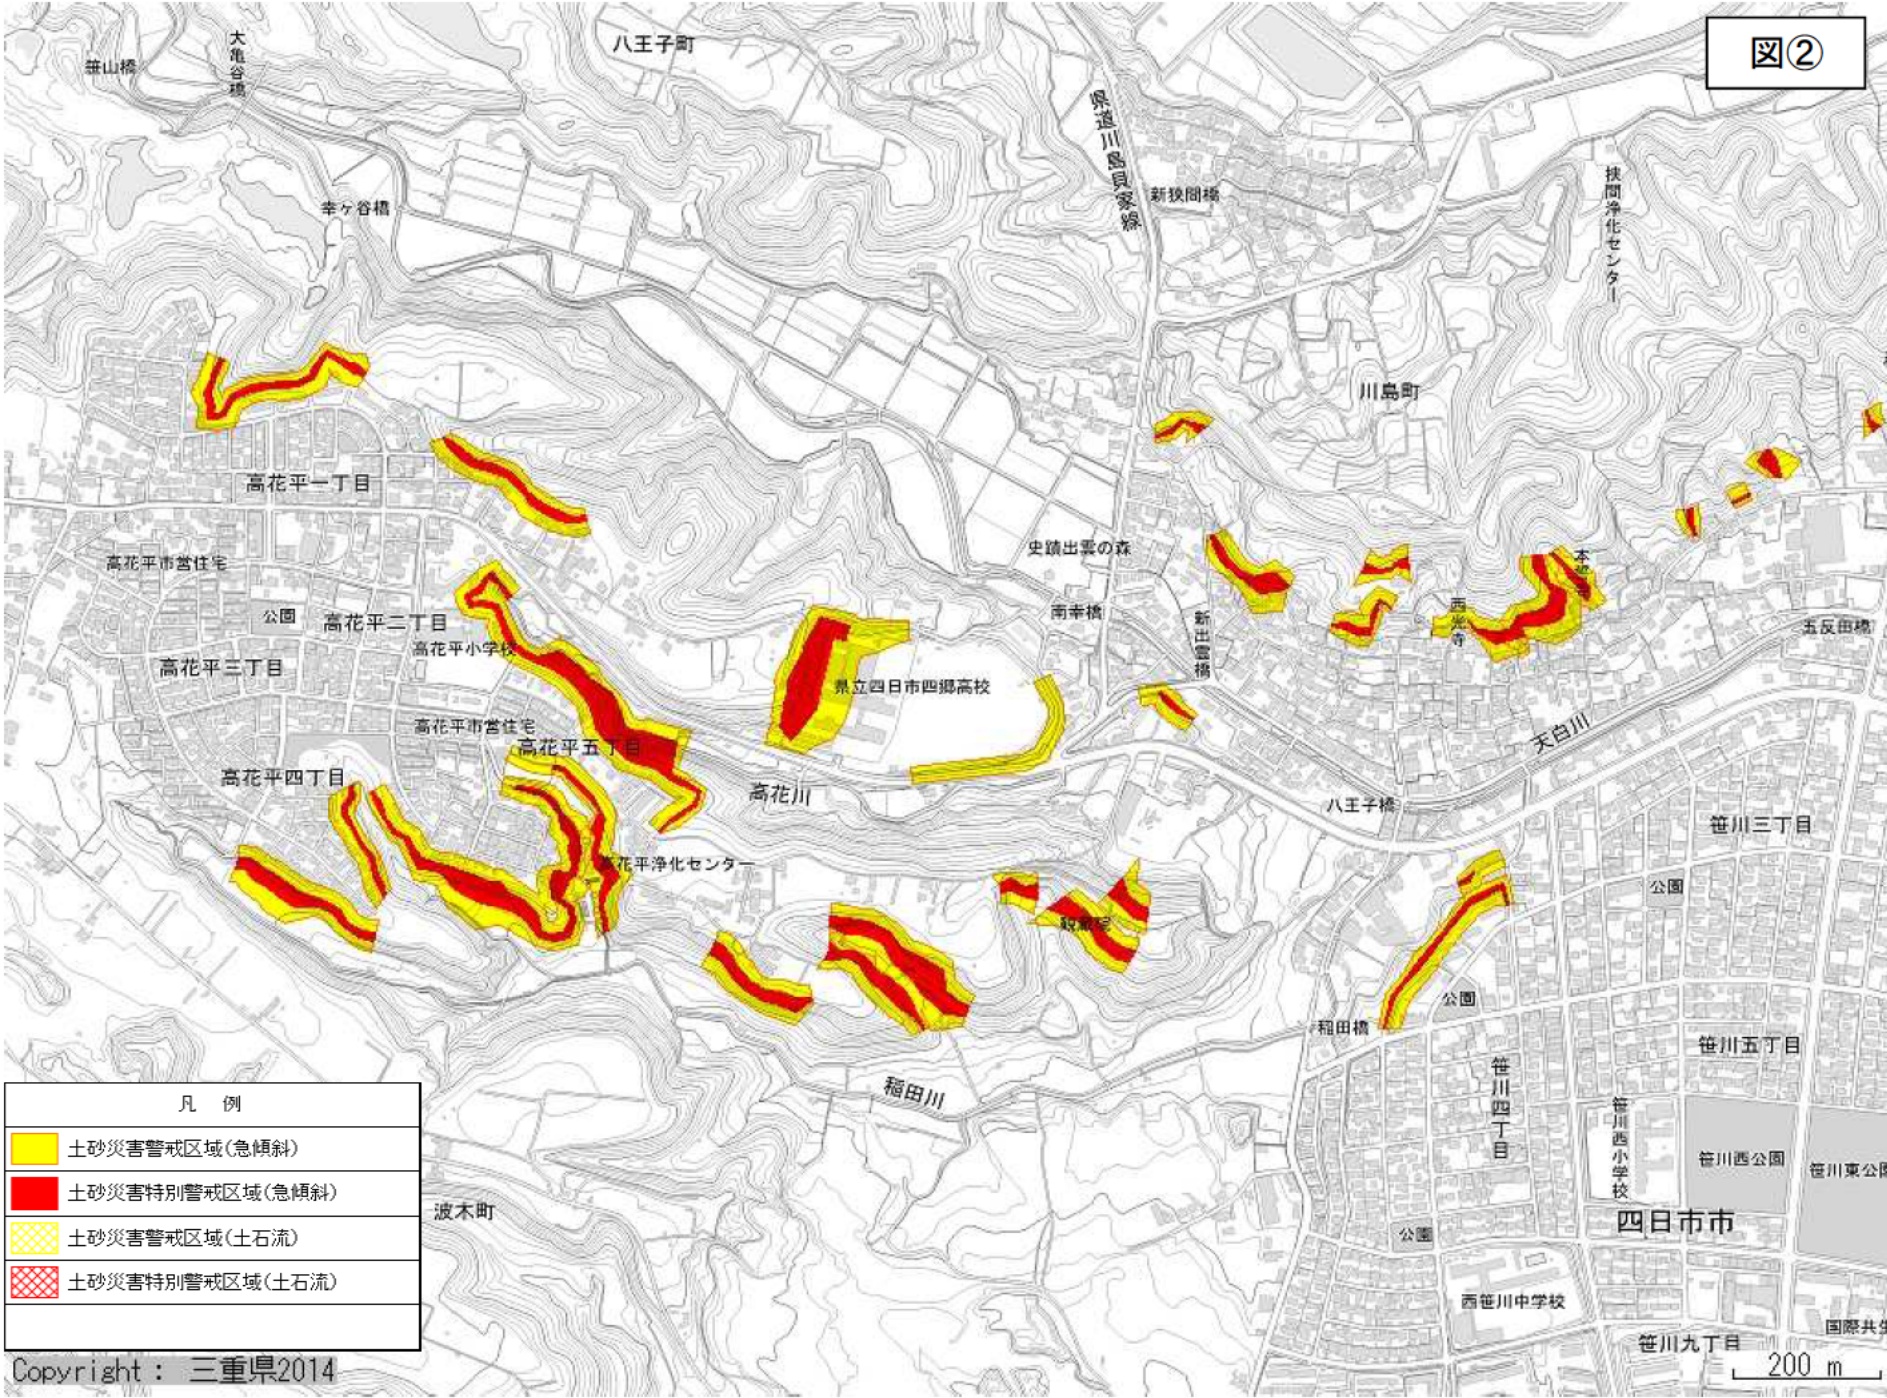 図②
八王子町
大亀谷橋
笹山橋
県道川島貝家線
新狭間橋
挟間浄化センター
幸ヶ谷橋
川島町
高花平一丁目
史蹟出雲の森
高花平市営住宅
公園
高花平二丁目
南幸橋
新出雲橋
西光寺
五反田橋
高花平小学校
高花平三丁目
県立四日市四郷高校
高花平市営住宅
高花平五丁目
天白川
高花平四丁目
高花川
八王子橋
笹川三丁目
高花平浄化センター
公園
観蔵院
公園
稲田橋
笹川五丁目
稲田川
笹川四丁目
笹川西小学校
笹川西公園
笹川東公園
凡 例
土砂災害警戒区域(急傾斜)
土砂災害特別警戒区域(急傾斜)
土砂災害警戒区域(土石流)
土砂災害特別警戒区域(土石流)
波木町
四日市市
公園
西笹川中学校
国際共生
笹川九丁目
200 m
Copyright : 三重県2014